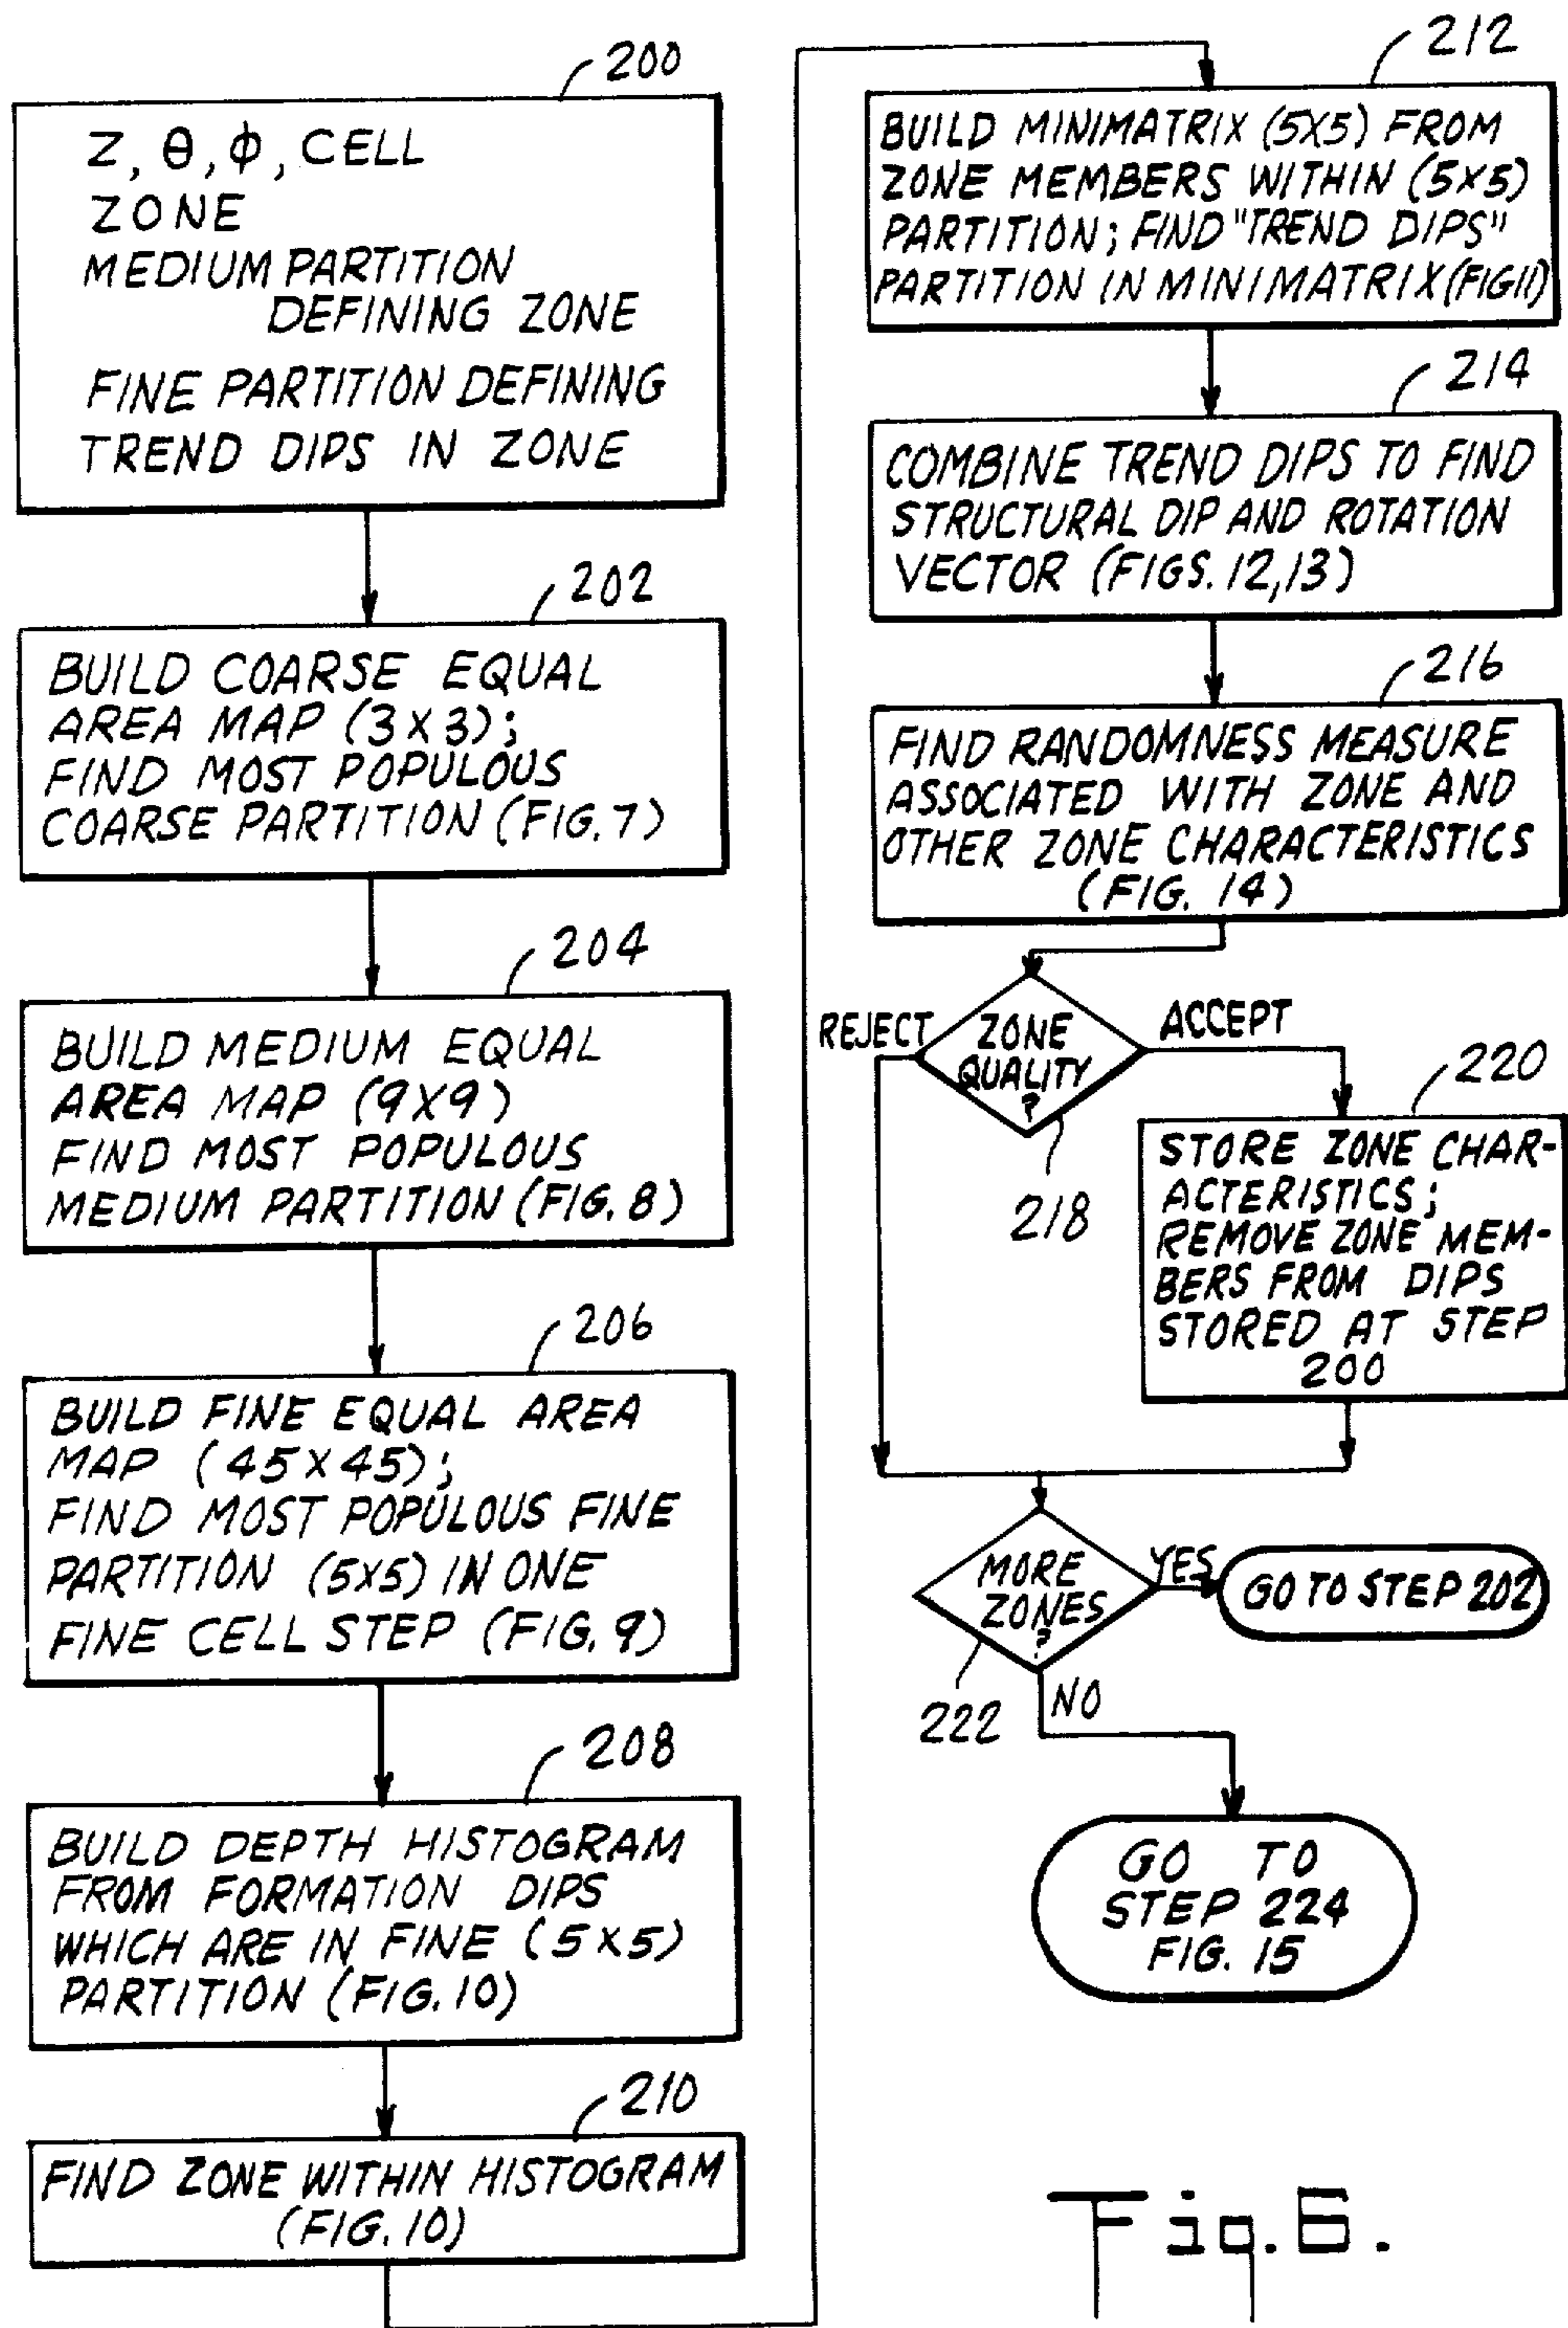 200
Z, θ, φ, CELL
ZONE
MEDIUM PARTITION
DEFINING ZONE
FINE PARTITION DEFINING
TREND DIPS IN ZONE
202
BUILD COARSE EQUAL
AREA MAP (3X3);
FIND MOST POPULOUS
COARSE PARTITION (FIG.7)
204
BUILD MEDIUM EQUAL
AREA MAP (9X9)
FIND MOST POPULOUS
MEDIUM PARTITION (FIG.8)
206
BUILD FINE EQUAL AREA
MAP (45X45);
FIND MOST POPULOUS FINE
PARTITION (5X5) IN ONE
FINE CELL STEP (FIG.9)
208
BUILD DEPTH HISTOGRAM
FROM FORMATION DIPS
WHICH ARE IN FINE (5X5)
PARTITION (FIG.10)
210
FIND ZONE WITHIN HISTOGRAM
(FIG.10)
212
BUILD MINIMATRIX (5X5) FROM
ZONE MEMBERS WITHIN (5X5)
PARTITION; FIND "TREND DIPS"
PARTITION IN MINIMATRIX (FIG11)
214
COMBINE TREND DIPS TO FIND
STRUCTURAL DIP AND ROTATION
VECTOR (FIGS.12,13)
216
FIND RANDOMNESS MEASURE
ASSOCIATED WITH ZONE AND
OTHER ZONE CHARACTERISTICS
(FIG. 14)
REJECT
ZONE
QUALITY
?
ACCEPT
218
220
STORE ZONE CHAR-
ACTERISTICS;
REMOVE ZONE MEM-
BERS FROM DIPS
STORED AT STEP
200
MORE
ZONES
?
YES
GO TO STEP 202
222
NO
GO TO
STEP 224
FIG. 15
Fig.6.